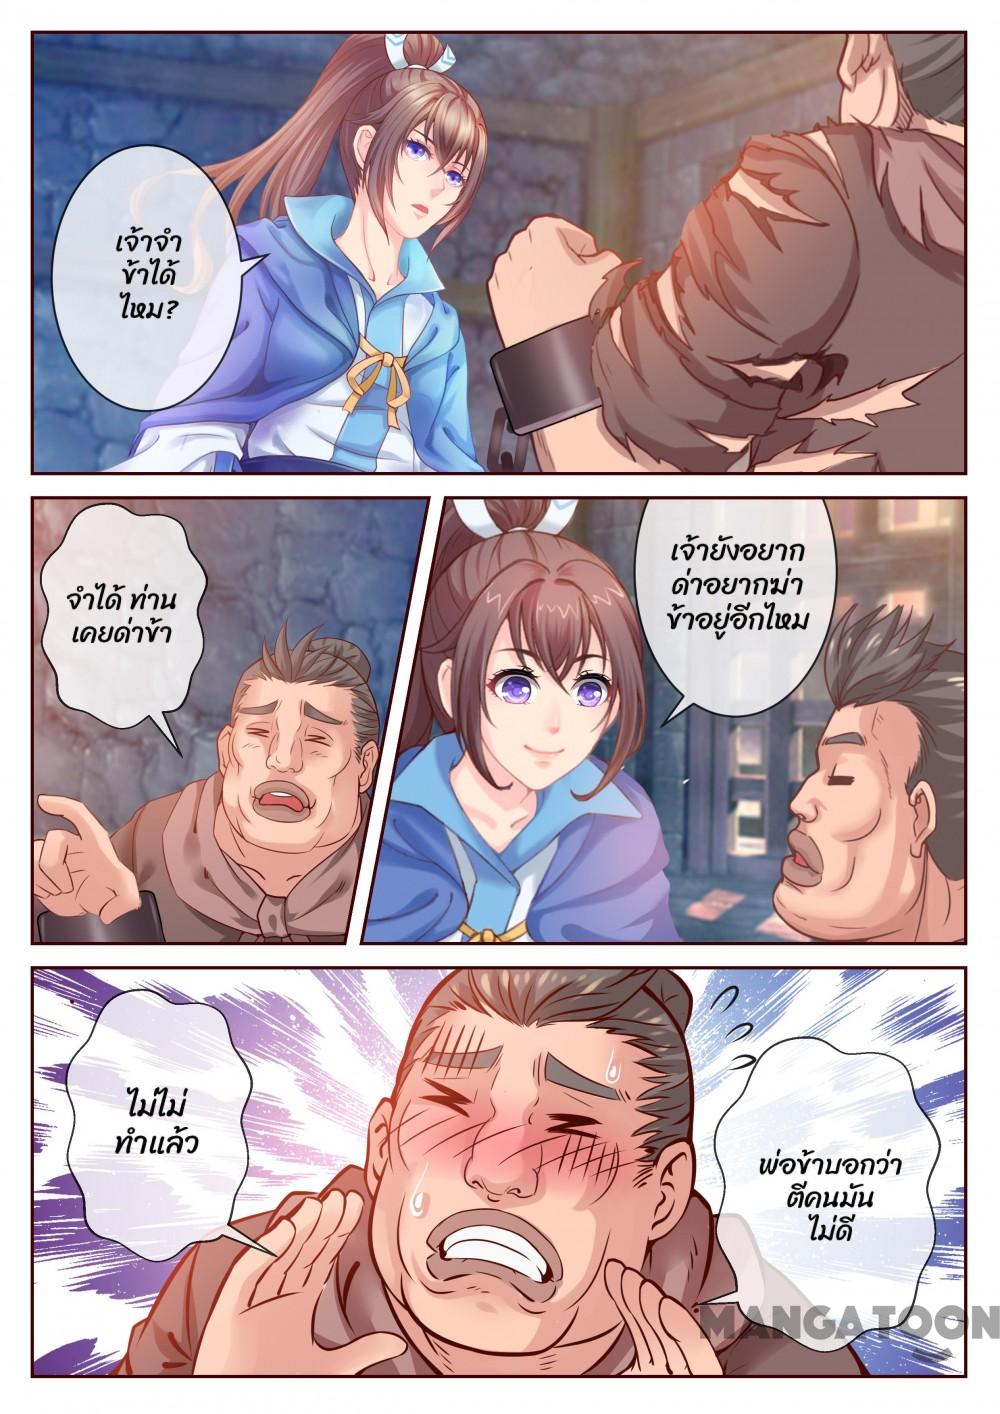 เจ้าจำ
ข้าได้
ไหม?
จำได้ ท่าน
เคยด่าข้า
เจ้ายังอยาก
ด่าอยากฆ่า
ข้าอยู่อีกไหม
ไม่ไม่
ทำแล้ว
พ่อข้าบอกว่า
ตีคนมัน
ไม่ดี
MANGATOON